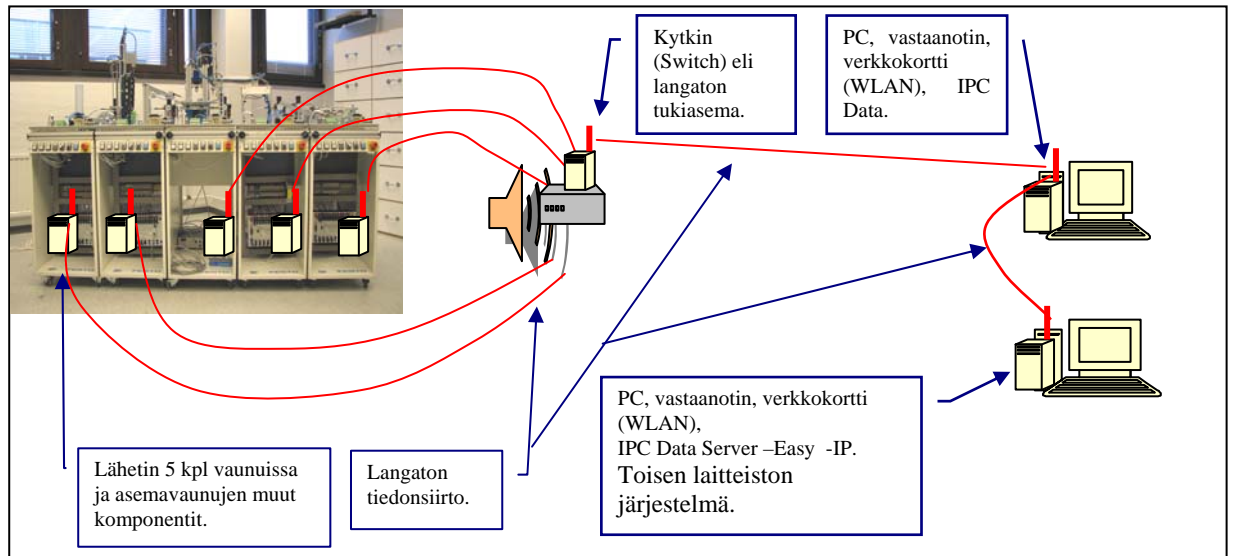 Kytkin
(Switch) eli
langaton
tukiasema.
PC, vastaanotin,
verkkokortti
(WLAN), IPC
Data.
Lähetin 5 kpl vaunuissa
ja asemavaunujen muut
komponentit.
Langaton
tiedonsiirto.
PC, vastaanotin, verkkokortti
(WLAN),
IPC Data Server –Easy -IP.
Toisen laitteiston
järjestelmä.